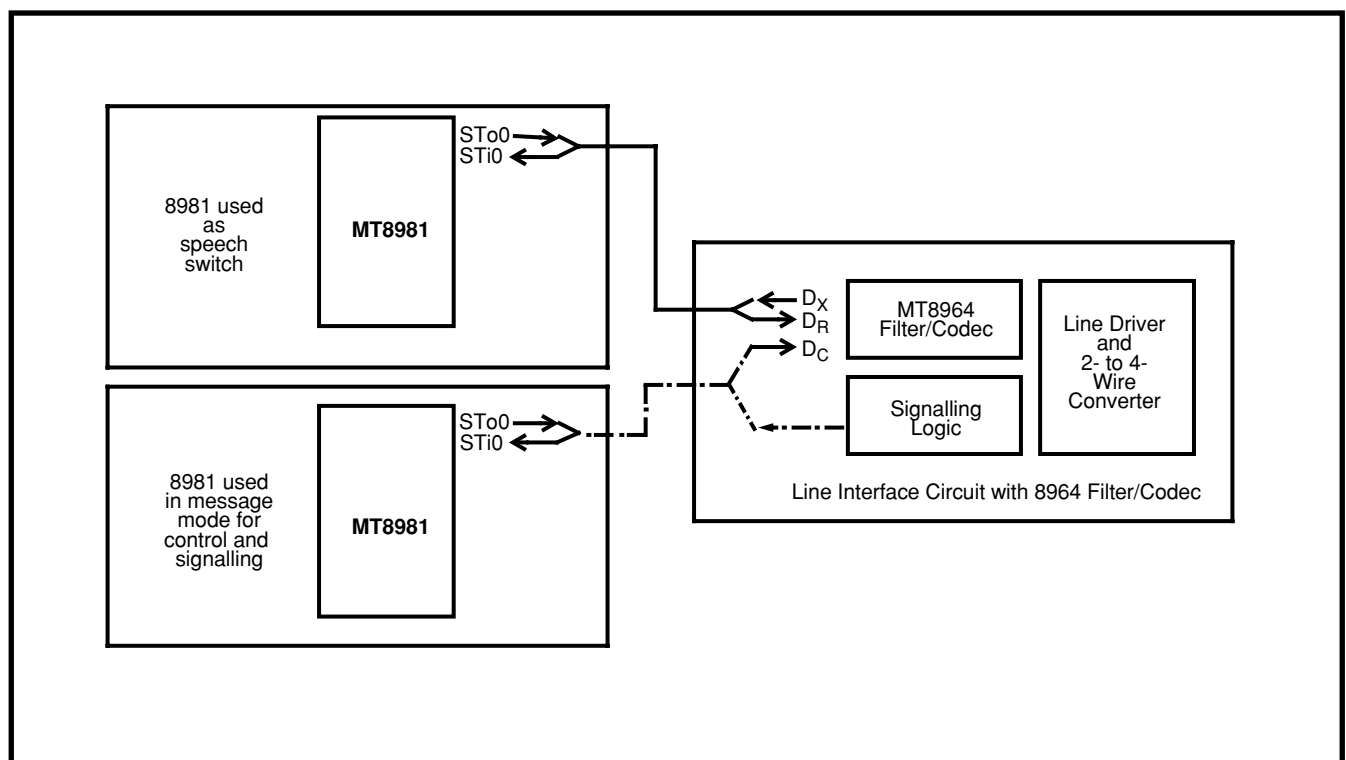 STo0
STi0
8981 used
as
speech
switch
MT8981
DX
DR
DC
MT8964
Filter/Codec
Line Driver
and
2- to 4-
Wire
Converter
Signalling
Logic
Line Interface Circuit with 8964 Filter/Codec
STo0
STi0
8981 used
in message
mode for
control and
signalling
MT8981